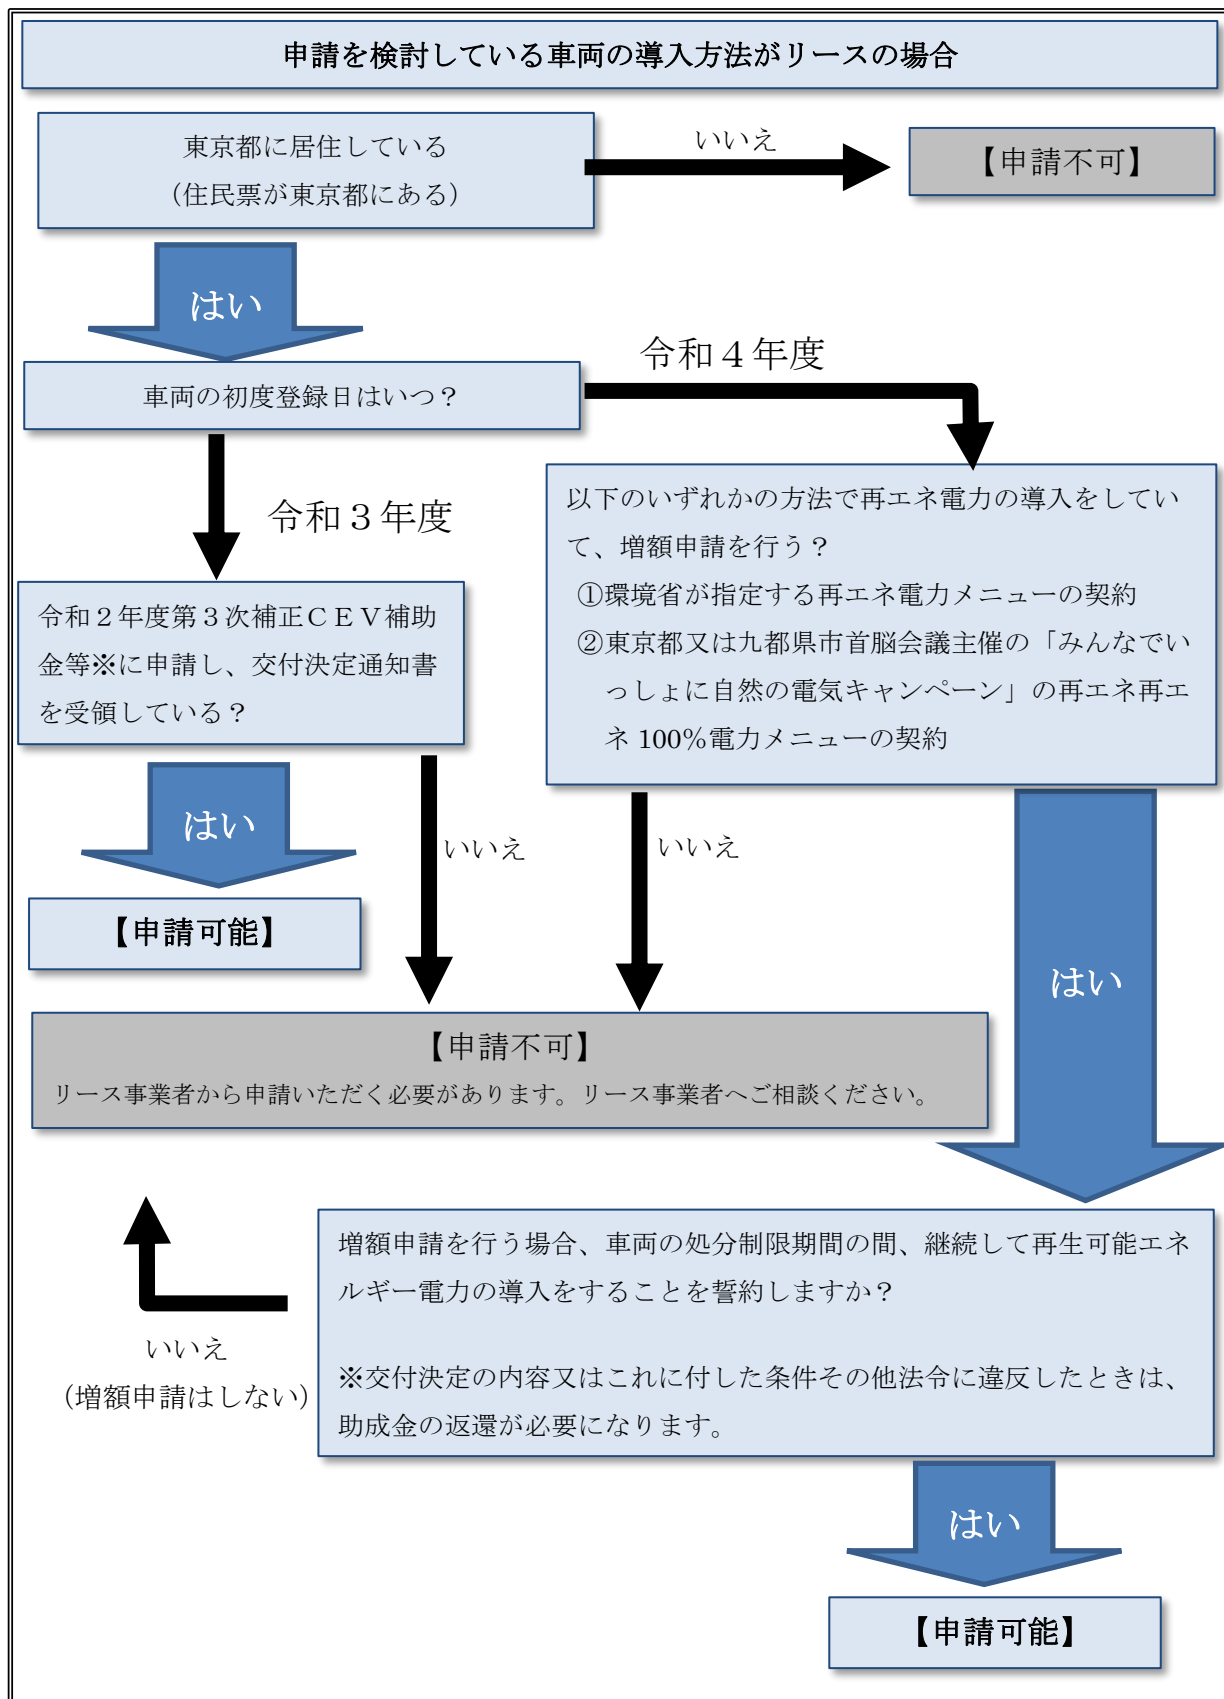 申請を検討している車両の導入方法がリースの場合
東京都に居住している
（住民票が東京都にある）
いいえ
【申請不可】
はい
車両の初度登録日はいつ？
令和４年度
令和３年度
以下のいずれかの方法で再エネ電力の導入をしてい
て、増額申請を行う？
①環境省が指定する再エネ電力メニューの契約
②東京都又は九都県市首脳会議主催の「みんなでい
っしょに自然の電気キャンペーン」の再エネ再エ
ネ 100%電力メニューの契約
令和２年度第３次補正ＣＥＶ補助
金等※に申請し、交付決定通知書
を受領している？
はい
いいえ
いいえ
【申請可能】
はい
【申請不可】
リース事業者から申請いただく必要があります。リース事業者へご相談ください。
増額申請を行う場合、車両の処分制限期間の間、継続して再生可能エネ
ルギー電力の導入をすることを誓約しますか？
※交付決定の内容又はこれに付した条件その他法令に違反したときは、
助成金の返還が必要になります。
いいえ
（増額申請はしない）
はい
【申請可能】